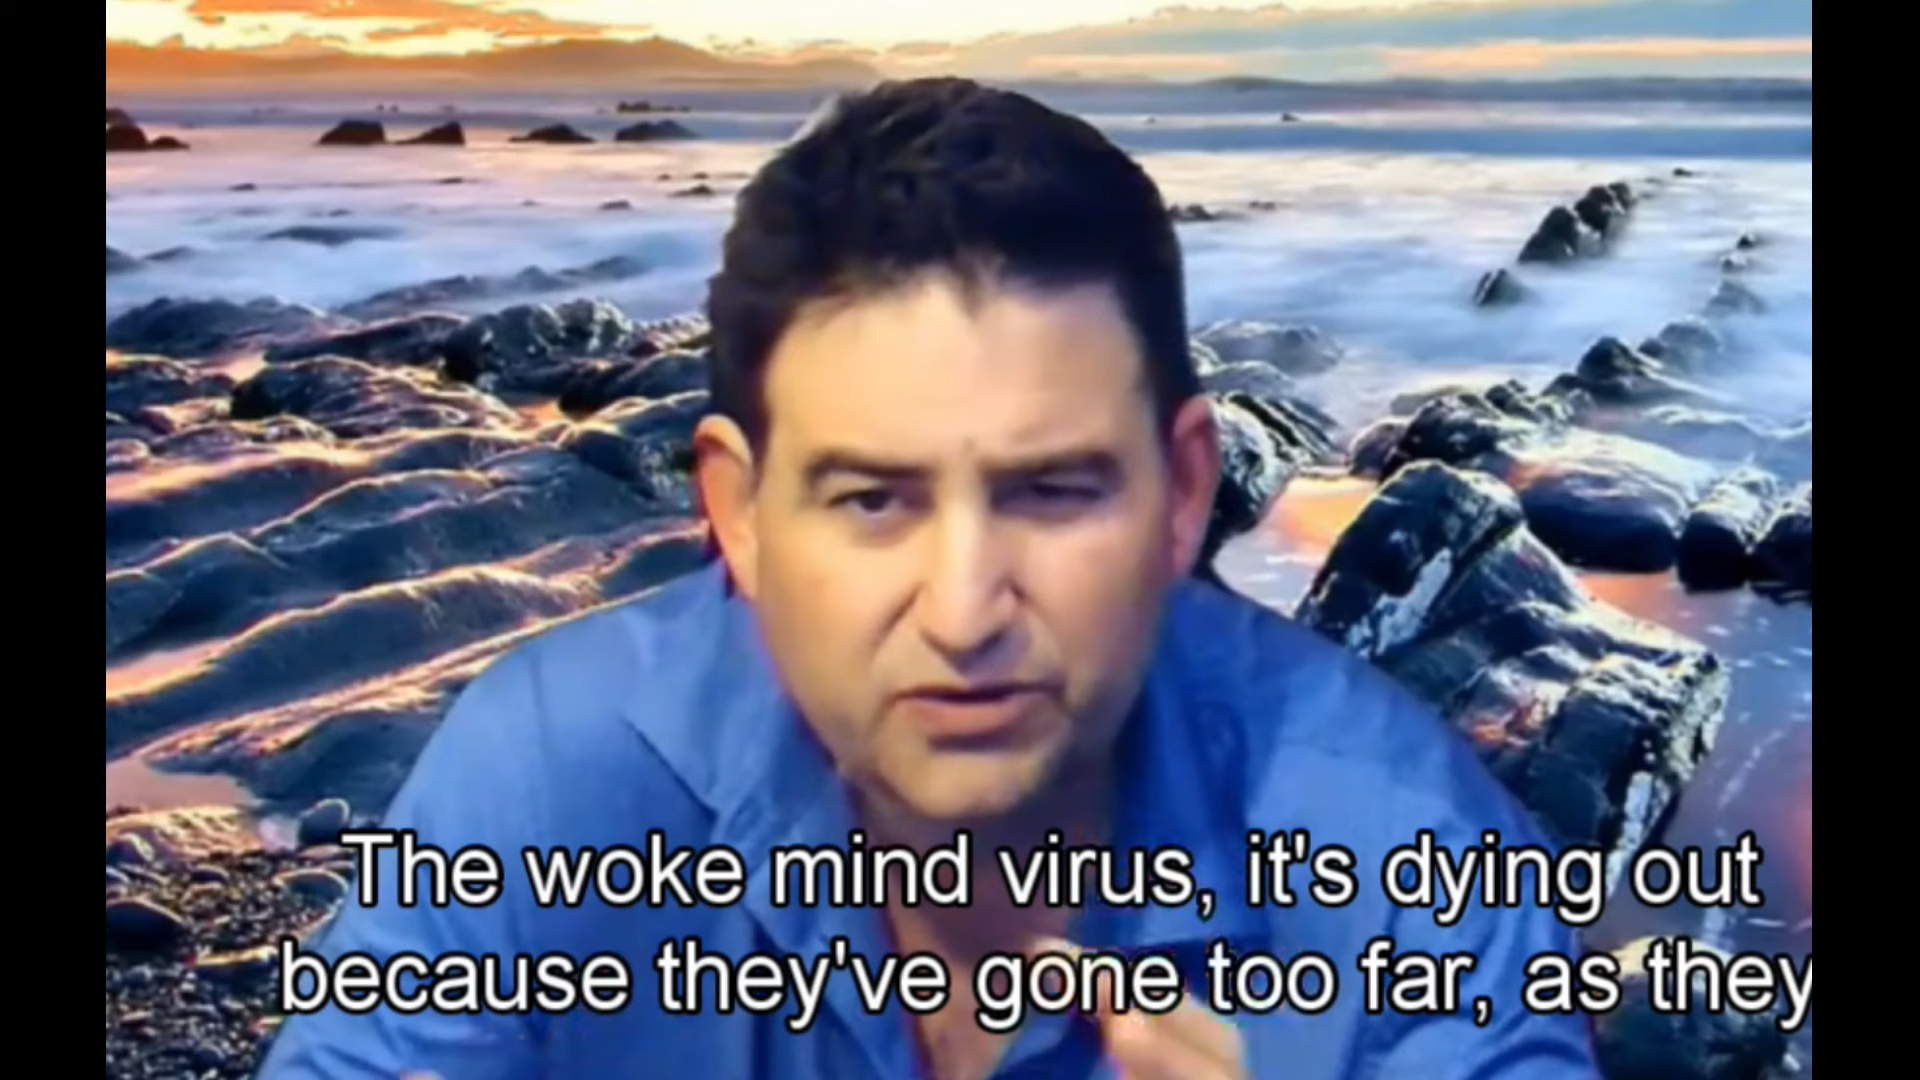 The woke mind virus, it's dying out
because they've gone too far, as they